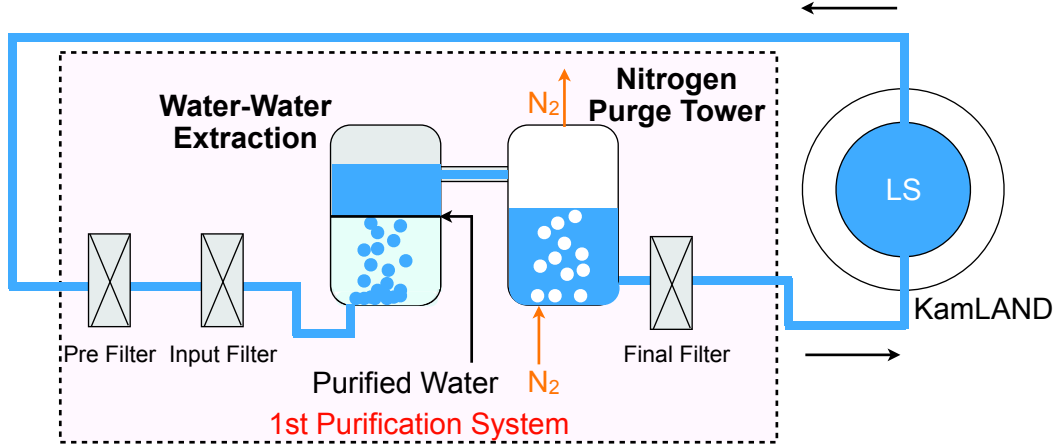 Water-Water
Extraction
N2
Nitrogen
Purge Tower
LS
KamLAND
Pre Filter
Input Filter
Purified Water
N2
Final Filter
1st Purification System